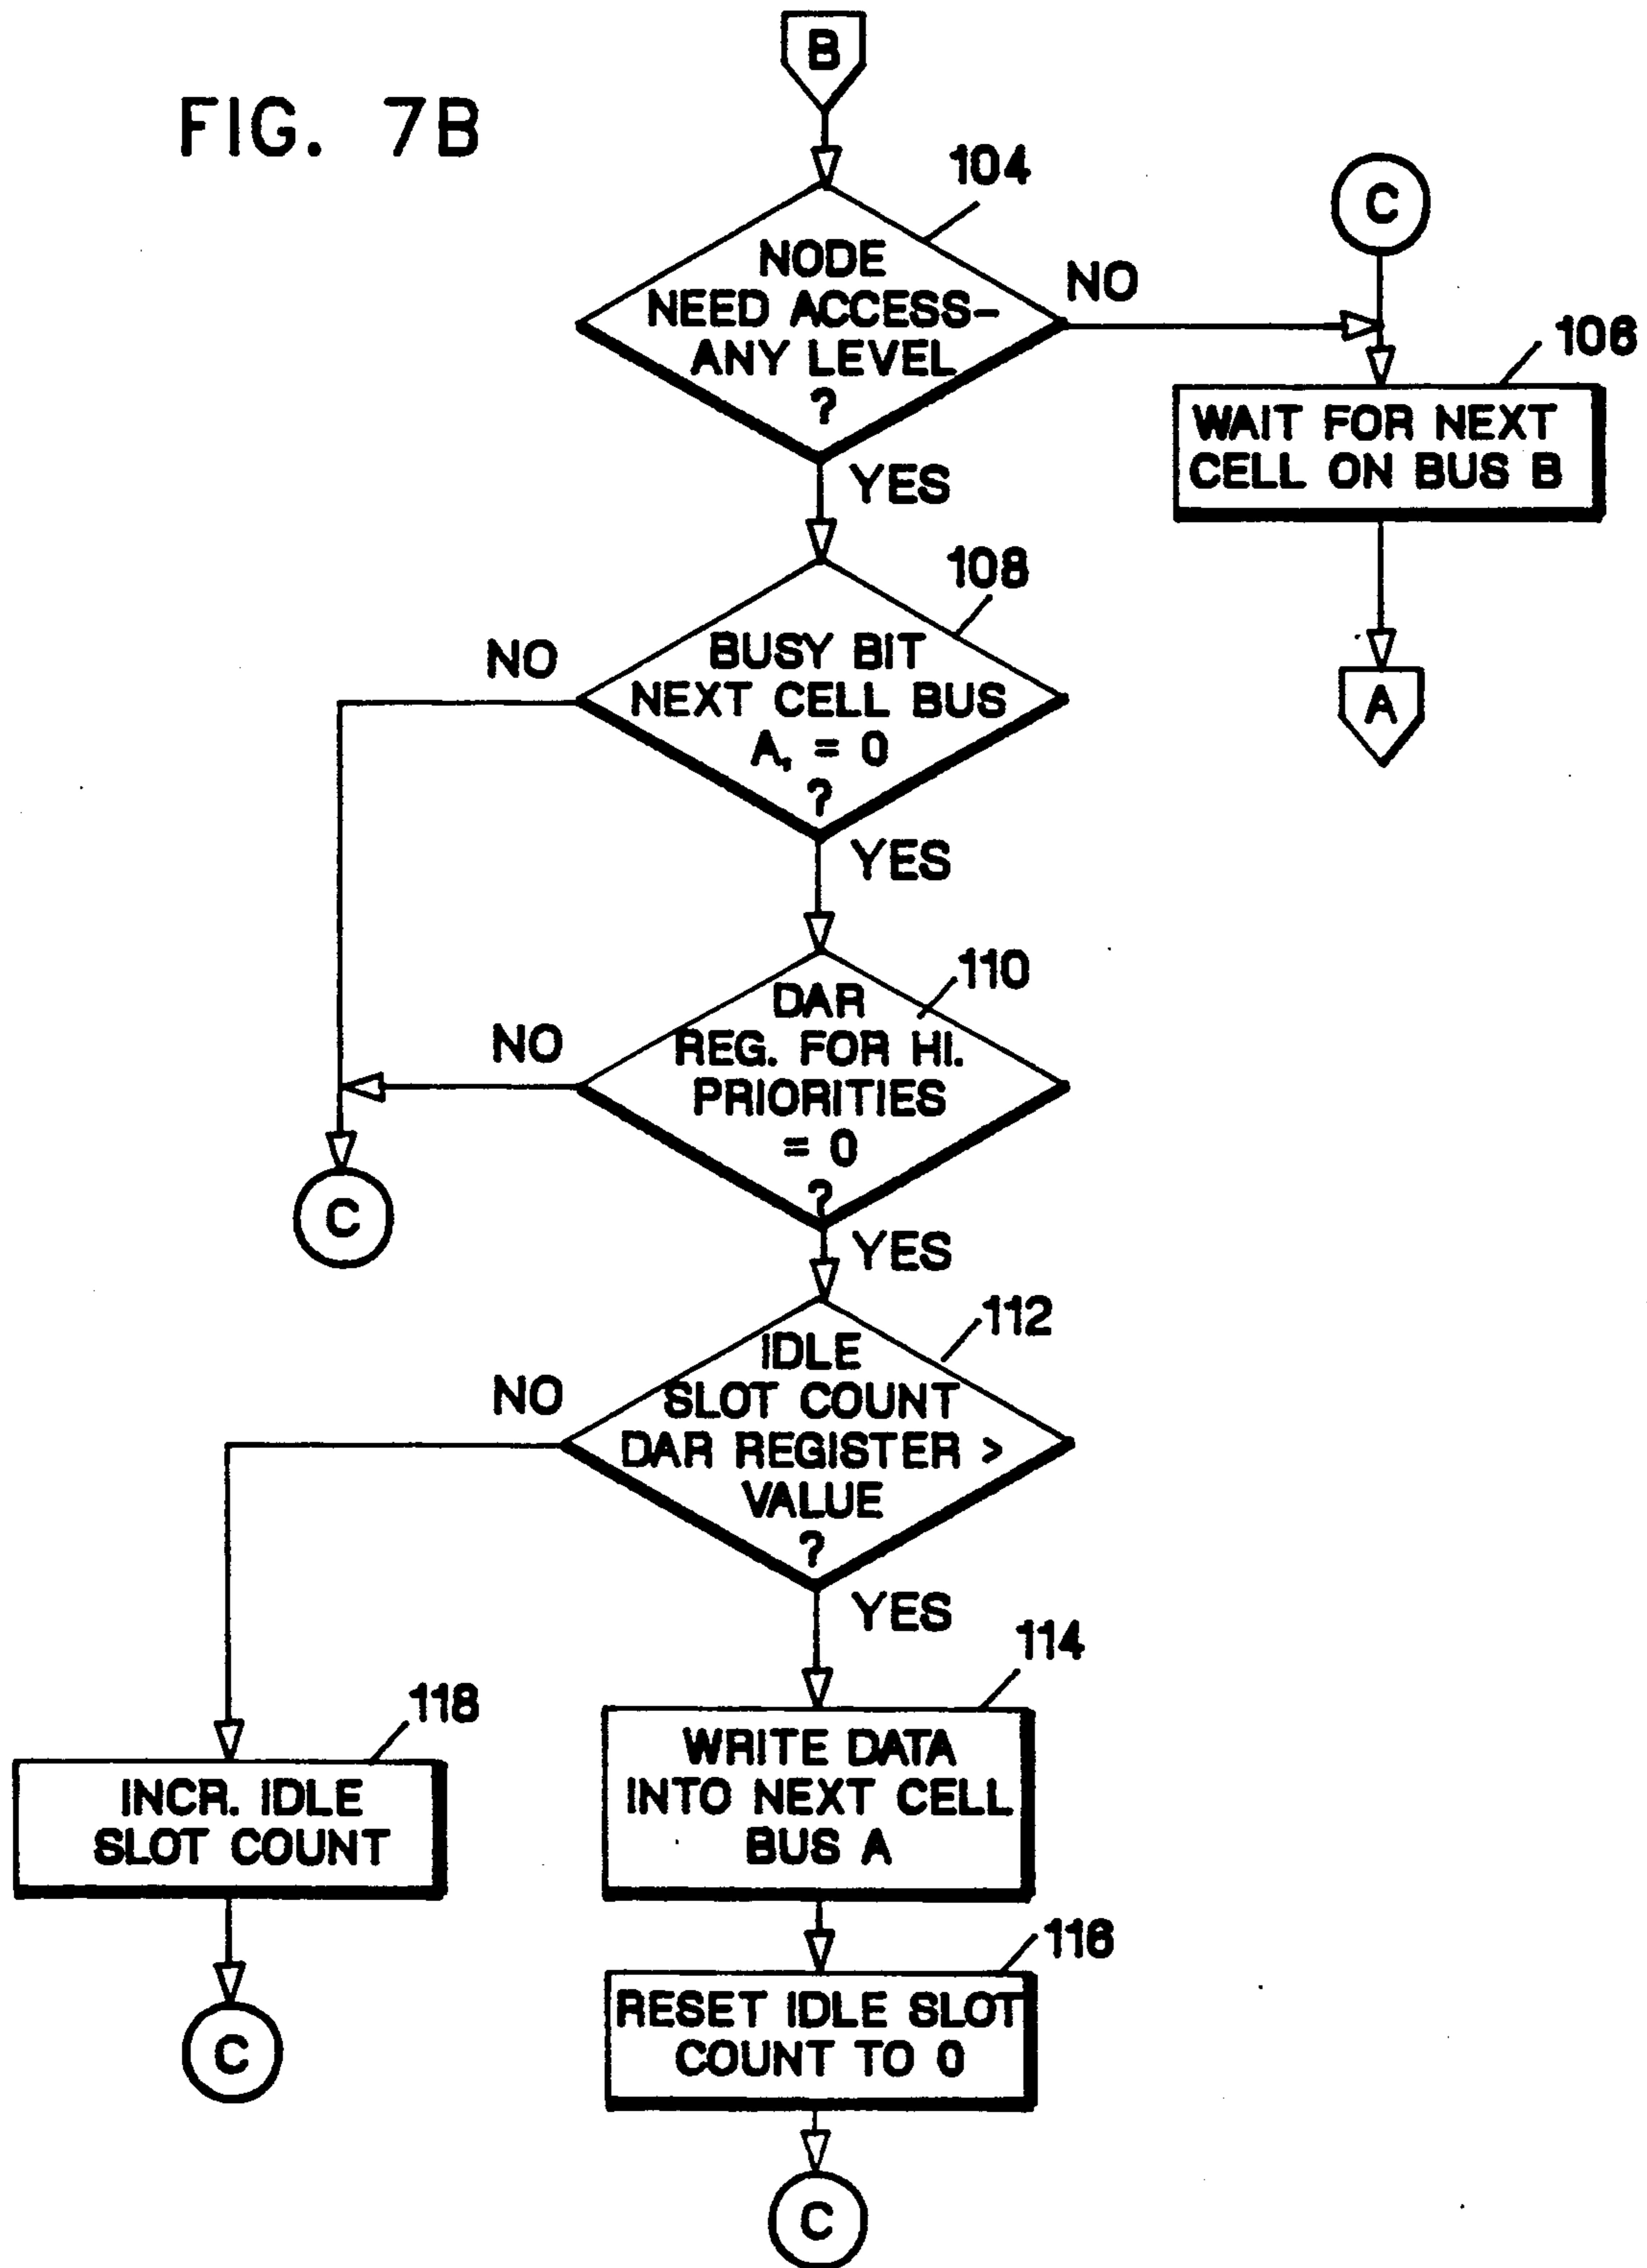 FIG. 7B
B
104
NODE
NEED ACCESS-
ANY LEVEL
?
NO
YES
C
106
WAIT FOR NEXT
CELL ON BUS B
A
108
BUSY BIT
NEXT CELL BUS
A, = 0
?
NO
YES
110
DAR
REG. FOR HI.
PRIORITIES
= 0
?
NO
YES
C
112
IDLE
SLOT COUNT
DAR REGISTER >
VALUE
?
NO
YES
118
INCR. IDLE
SLOT COUNT
C
114
WRITE DATA
INTO NEXT CELL
BUS A
116
RESET IDLE SLOT
COUNT TO 0
C